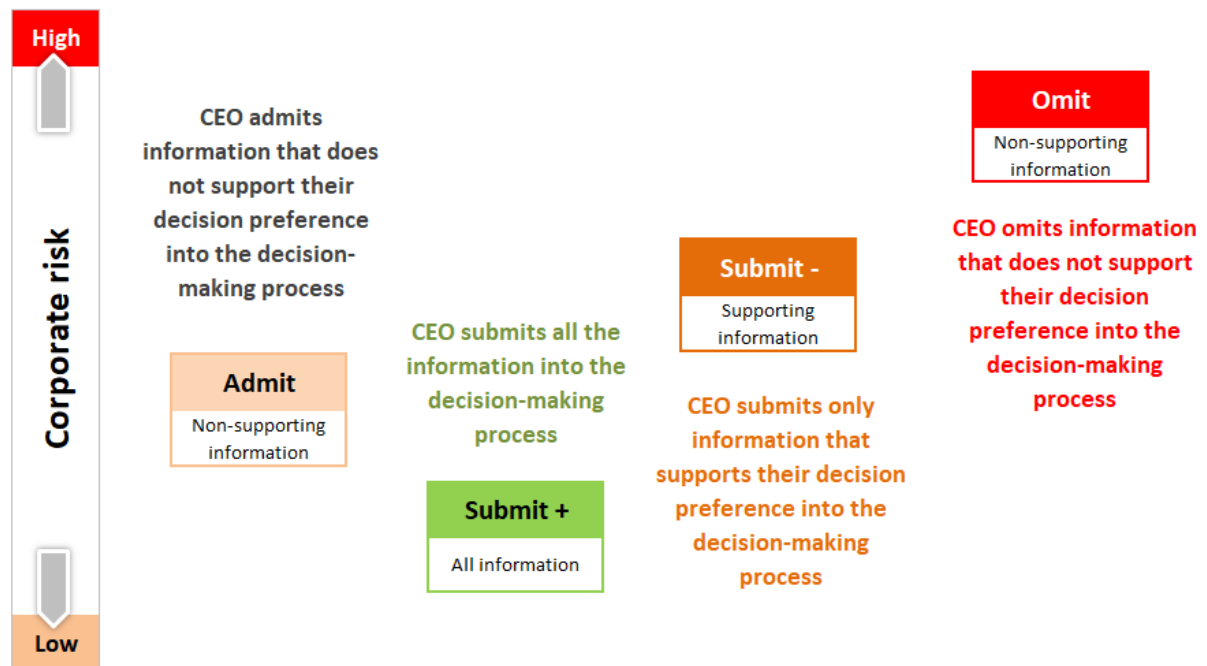 High
Corporate risk
Low
CEO admits
information that does
not support their
decision preference
into the decision-
making process
Admit
Non-supporting
information
CEO submits all the
information into the
decision-making
process
Submit +
All information
Submit -
Supporting
information
CEO submits only
information that
supports their decision
preference into the
decision-making
process
Omit
Non-supporting
information
CEO omits information
that does not support
their decision
preference into the
decision-making
process